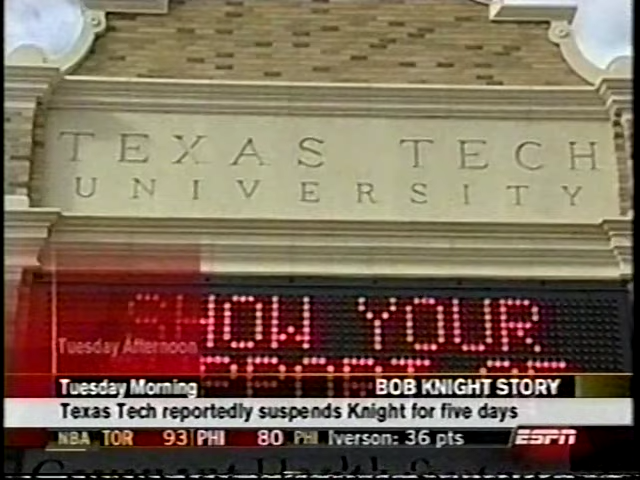 TEXAS TECH
UNIVERSITY
SHOW YOUR
Tuesday Afternoon
Tuesday Morning BOB KNIGHT STORY
Texas Tech reportedly suspends Knight for five days
NBA TOR 93 PHI 80 PHI Iverson: 36 pts ESPN